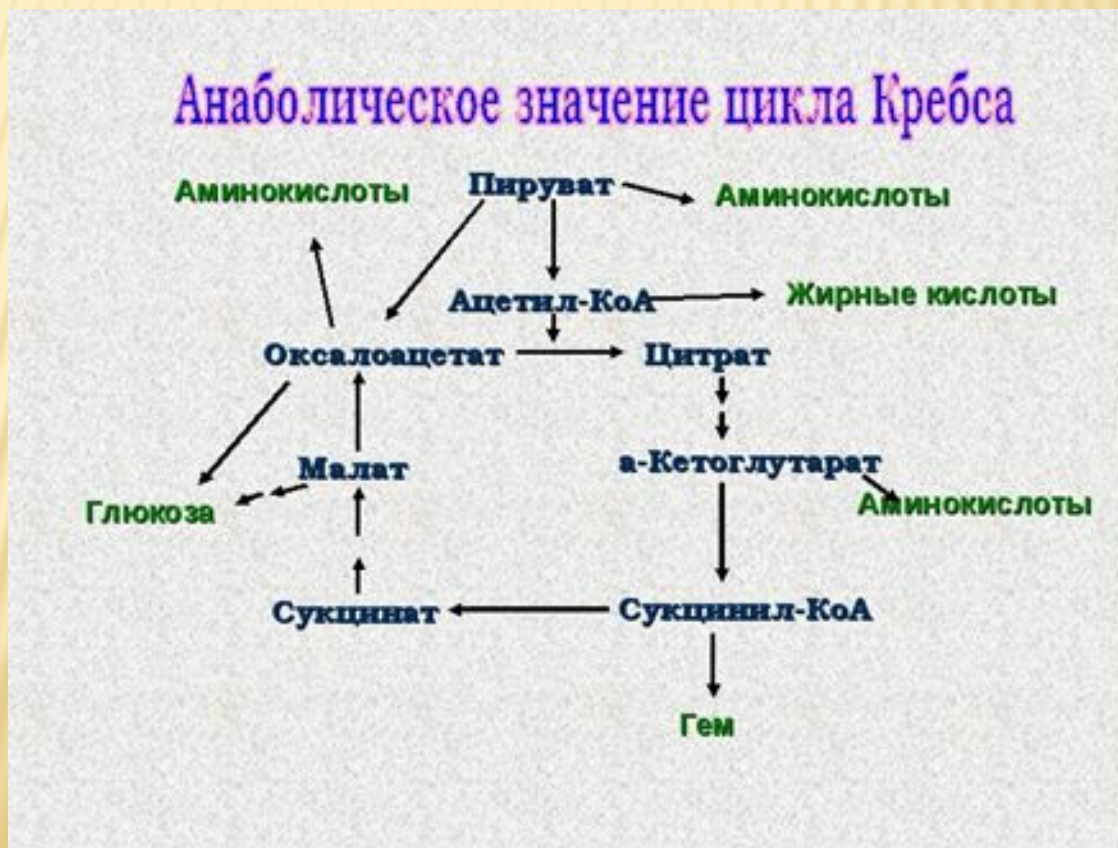 Анаболическое значение цикла Кребса
Аминокислоты
Пируват
Аминокислоты
Ацетил-КоА
Жирные кислоты
Оксалоацетат
Цитрат
Малат
а-Кетоглутарат
Глюкоза
Аминокислоты
Сукцинат
Сукцинил-КоА
Гем